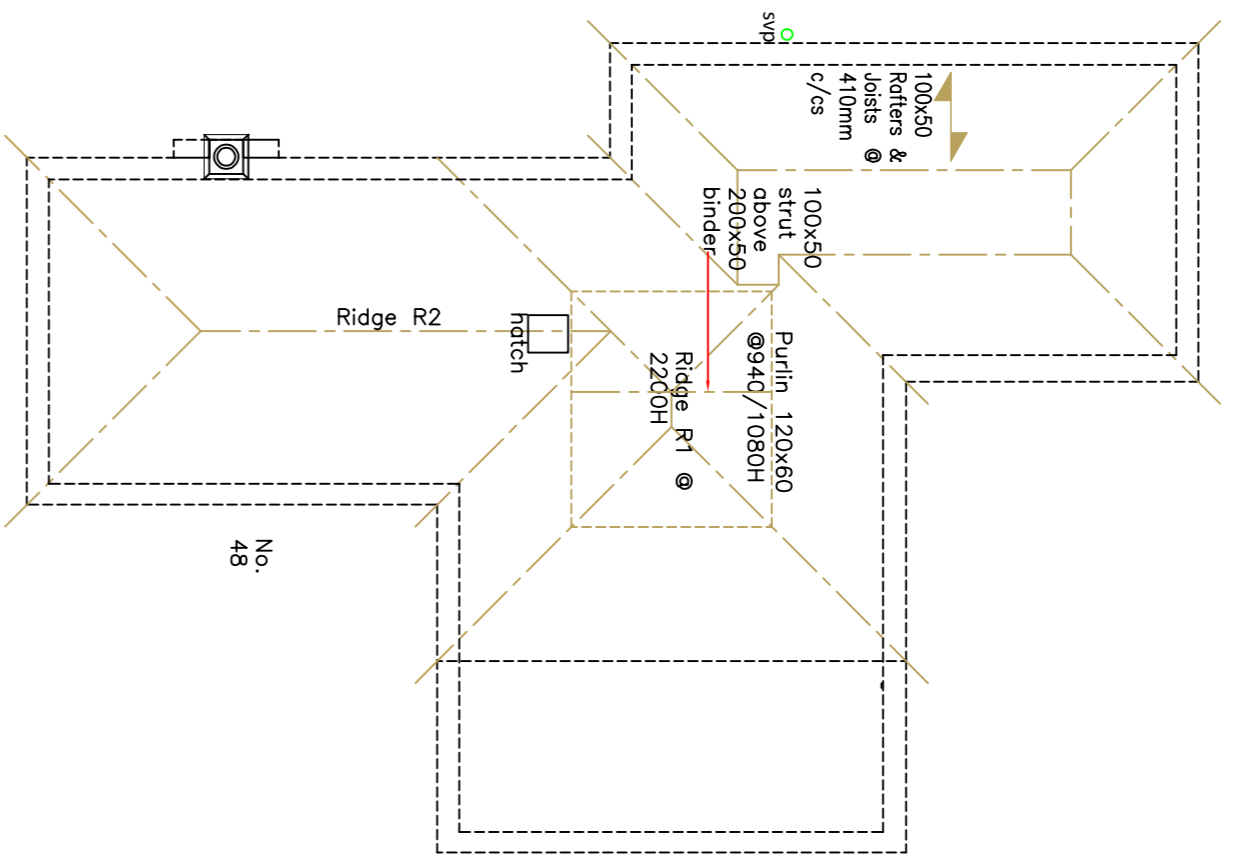 svp
100x50
Rafters &
Joists @
410mm
c/cs
100x50
strut
above
200x50
binder
Ridge R2
hatch
Purlin 120x60
@940/1080H
Ridge R1 @
2200H
No.
48